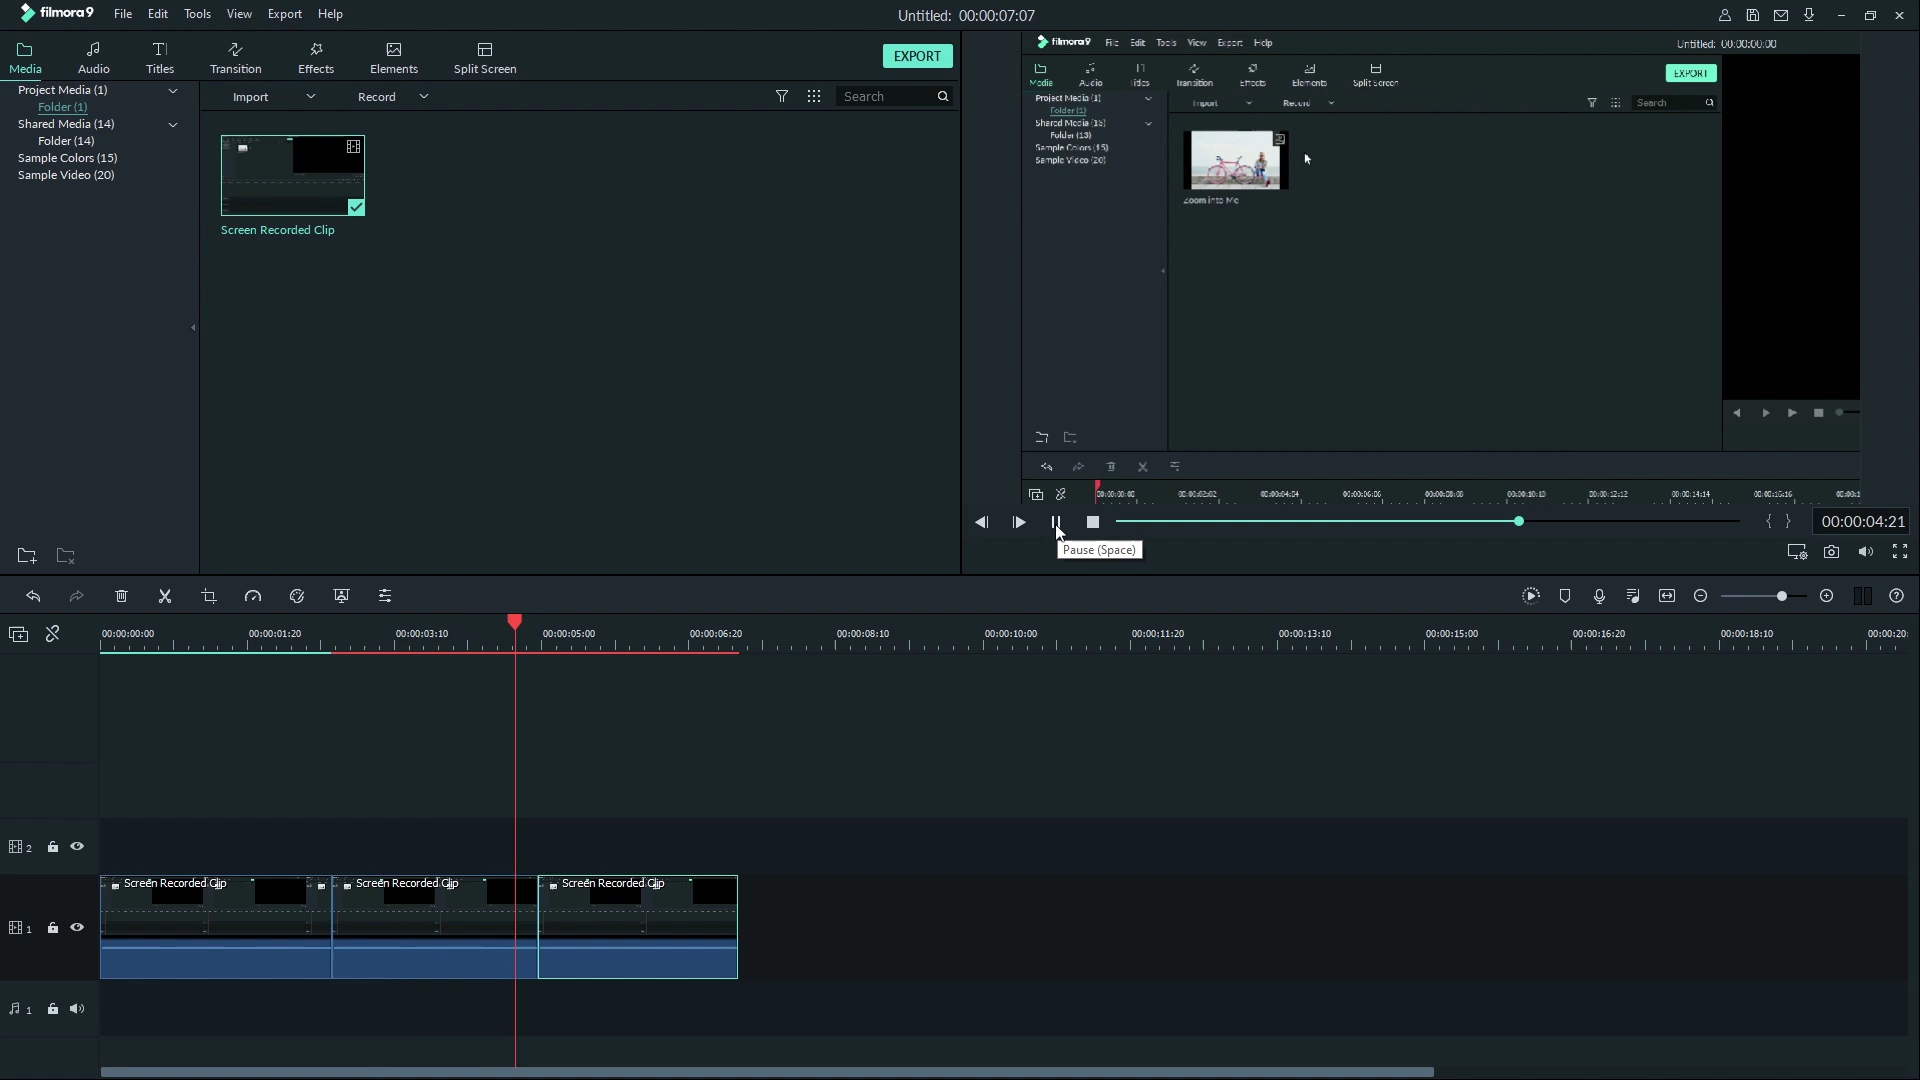 filmora9 File Edit Tools View Export Help Untitled: 00:00:07:07
Media Audio Titles Transition Effects Elements Split Screen EXPORT
Project Media (1)
Folder (1)
Shared Media (14)
Folder (14)
Sample Colors (15)
Sample Video (20)
Import Record Search
Screen Recorded Clip
filmora9 File Edit Tools View Export Help Untitled: 00:00:00:00
Media Audio Titles Transition Effects Elements Split Screen EXPORT
Project Media (1)
Folder (1)
Shared Media (13)
Folder (13)
Sample Colors (15)
Sample Video (20)
Import Record Search
Zoom into Me
00:00:00:00 00:00:02:02 00:00:04:04 00:00:06:06 00:00:08:08 00:00:10:10 00:00:12:12 00:00:14:14 00:00:16:16
{ } 00:00:04:21
Pause (Space)
00:00:00:00 00:00:01:20 00:00:03:10 00:00:05:00 00:00:06:20 00:00:08:10 00:00:10:00 00:00:11:20 00:00:13:10 00:00:15:00 00:00:16:20 00:00:18:10 00:00:20:
2
Screen Recorded Clip Screen Recorded Clip Screen Recorded Clip
1
1